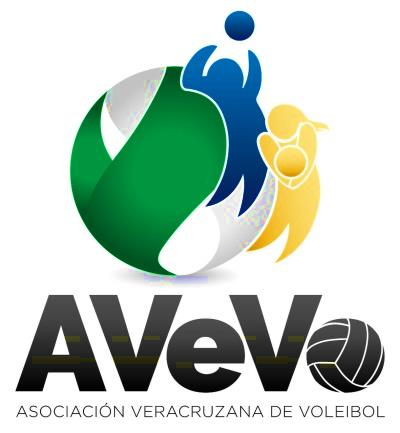 AVeVo
ASOCIACIÓN VERACRUZANA DE VOLEIBOL